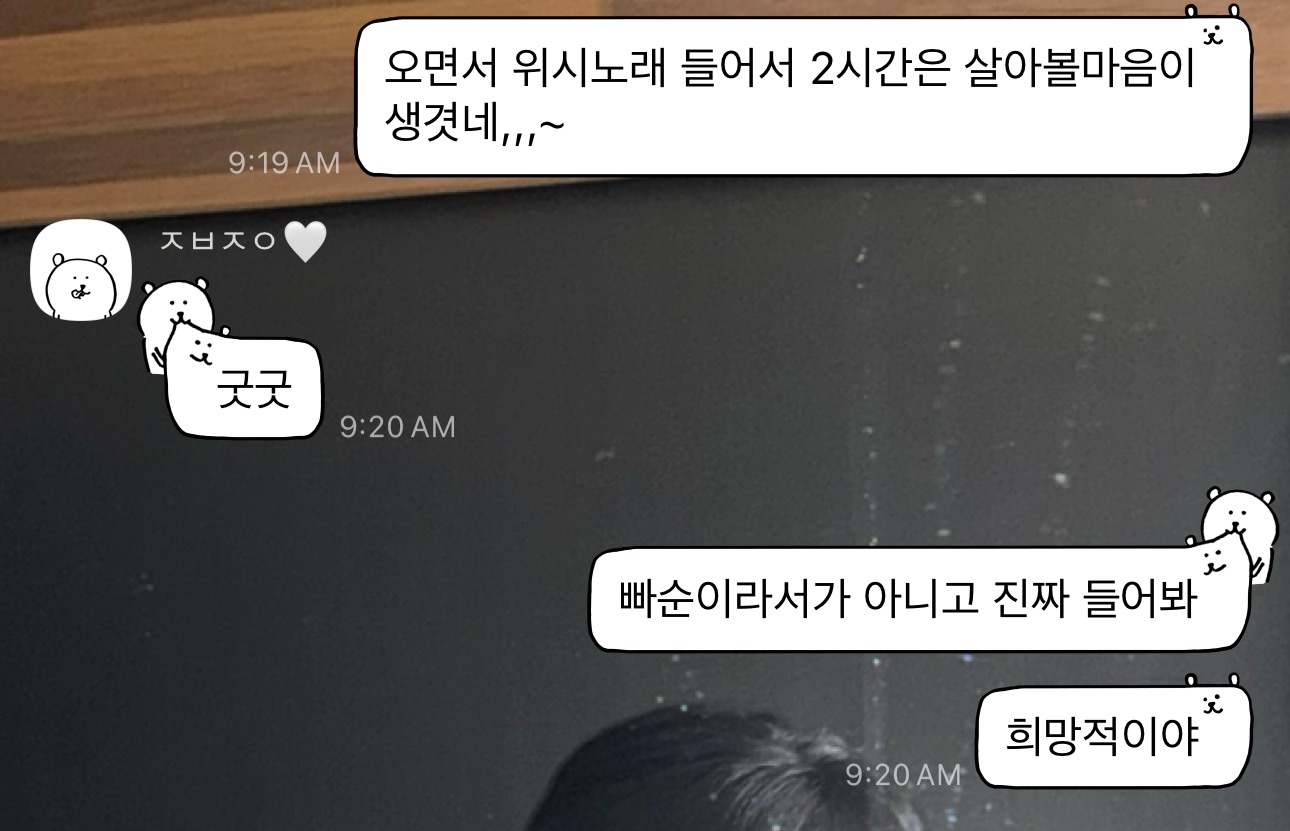 오면서 위시노래 들어서 2시간은 살아볼마음이
생겻네,,,~
9:19 AM
ㅈㅂㅈㅇ🤍
굿굿
9:20 AM
빠순이라서가 아니고 진짜 들어봐
희망적이야
9:20 AM